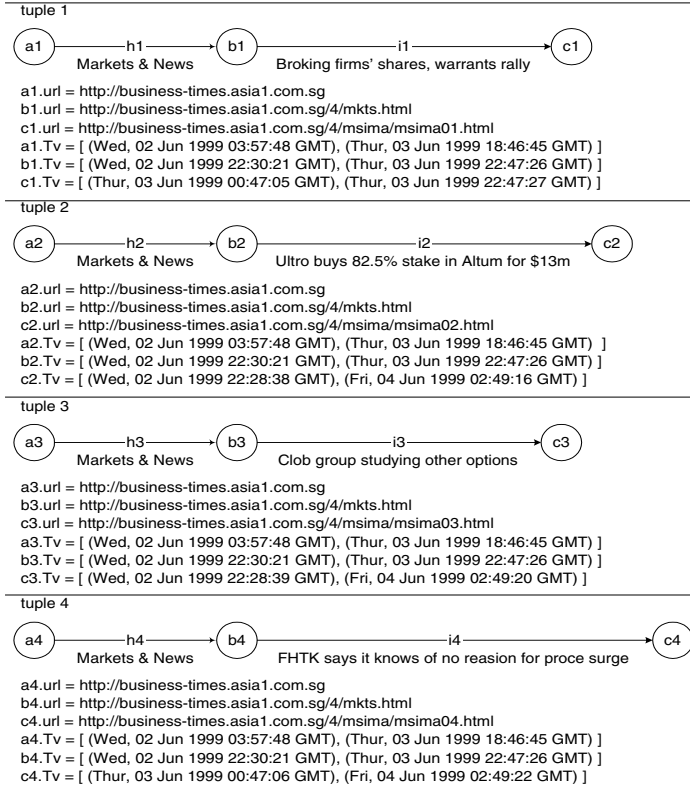 tuple 1
a1 h1 b1 i1 c1
Markets & News Broking firms' shares, warrants rally
a1.url = http://business-times.asia1.com.sg
b1.url = http://business-times.asia1.com.sg/4/mkts.html
c1.url = http://business-times.asia1.com.sg/4/msima/msima01.html
a1.Tv = [ (Wed, 02 Jun 1999 03:57:48 GMT), (Thur, 03 Jun 1999 18:46:45 GMT) ]
b1.Tv = [ (Wed, 02 Jun 1999 22:30:21 GMT), (Thur, 03 Jun 1999 22:47:26 GMT) ]
c1.Tv = [ (Thur, 03 Jun 1999 00:47:05 GMT), (Thur, 03 Jun 1999 22:47:27 GMT) ]
tuple 2
a2 h2 b2 i2 c2
Markets & News Ultro buys 82.5% stake in Altum for $13m
a2.url = http://business-times.asia1.com.sg
b2.url = http://business-times.asia1.com.sg/4/mkts.html
c2.url = http://business-times.asia1.com.sg/4/msima/msima02.html
a2.Tv = [ (Wed, 02 Jun 1999 03:57:48 GMT), (Thur, 03 Jun 1999 18:46:45 GMT) ]
b2.Tv = [ (Wed, 02 Jun 1999 22:30:21 GMT), (Thur, 03 Jun 1999 22:47:26 GMT) ]
c2.Tv = [ (Wed, 02 Jun 1999 22:28:38 GMT), (Fri, 04 Jun 1999 02:49:16 GMT) ]
tuple 3
a3 h3 b3 i3 c3
Markets & News Clob group studying other options
a3.url = http://business-times.asia1.com.sg
b3.url = http://business-times.asia1.com.sg/4/mkts.html
c3.url = http://business-times.asia1.com.sg/4/msima/msima03.html
a3.Tv = [ (Wed, 02 Jun 1999 03:57:48 GMT), (Thur, 03 Jun 1999 18:46:45 GMT) ]
b3.Tv = [ (Wed, 02 Jun 1999 22:30:21 GMT), (Thur, 03 Jun 1999 22:47:26 GMT) ]
c3.Tv = [ (Wed, 02 Jun 1999 22:28:39 GMT), (Fri, 04 Jun 1999 02:49:20 GMT) ]
tuple 4
a4 h4 b4 i4 c4
Markets & News FHTK says it knows of no reasion for proce surge
a4.url = http://business-times.asia1.com.sg
b4.url = http://business-times.asia1.com.sg/4/mkts.html
c4.url = http://business-times.asia1.com.sg/4/msima/msima04.html
a4.Tv = [ (Wed, 02 Jun 1999 03:57:48 GMT), (Thur, 03 Jun 1999 18:46:45 GMT) ]
b4.Tv = [ (Wed, 02 Jun 1999 22:30:21 GMT), (Thur, 03 Jun 1999 22:47:26 GMT) ]
c4.Tv = [ (Thur, 03 Jun 1999 00:47:06 GMT), (Fri, 04 Jun 1999 02:49:22 GMT) ]